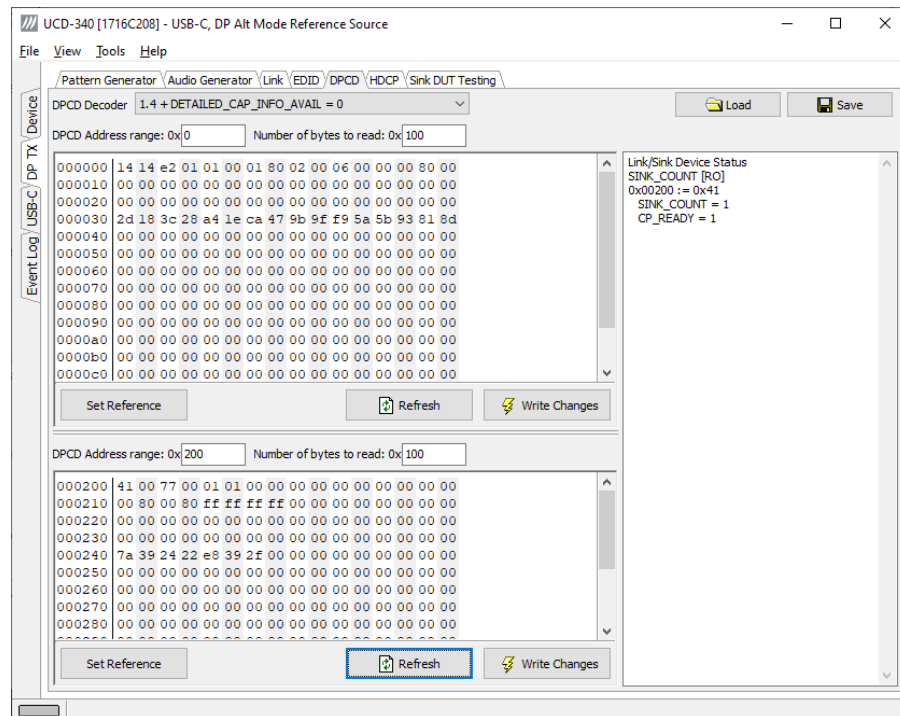 UCD-340 [1716C208] - USB-C, DP Alt Mode Reference Source
File View Tools Help
Pattern Generator Audio Generator Link EDID DPCD HDCP Sink DUT Testing
Device
DP TX
USB-C
Event Log
DPCD Decoder 1.4 + DETAILED_CAP_INFO_AVAIL = 0
Load Save
DPCD Address range: 0x 0 Number of bytes to read: 0x 100
000000 14 14 e2 01 01 00 01 80 02 00 06 00 00 00 80 00
000010 00 00 00 00 00 00 00 00 00 00 00 00 00 00 00 00
000020 00 00 00 00 00 00 00 00 00 00 00 00 00 00 00 00
000030 2d 18 3c 28 a4 1e ca 47 9b 9f f9 5a 5b 93 81 8d
000040 00 00 00 00 00 00 00 00 00 00 00 00 00 00 00 00
000050 00 00 00 00 00 00 00 00 00 00 00 00 00 00 00 00
000060 00 00 00 00 00 00 00 00 00 00 00 00 00 00 00 00
000070 00 00 00 00 00 00 00 00 00 00 00 00 00 00 00 00
000080 00 00 00 00 00 00 00 00 00 00 00 00 00 00 00 00
000090 00 00 00 00 00 00 00 00 00 00 00 00 00 00 00 00
0000a0 00 00 00 00 00 00 00 00 00 00 00 00 00 00 00 00
0000b0 00 00 00 00 00 00 00 00 00 00 00 00 00 00 00 00
0000c0 00 00 00 00 00 00 00 00 00 00 00 00 00 00 00 00
Set Reference Refresh Write Changes
DPCD Address range: 0x 200 Number of bytes to read: 0x 100
000200 41 00 77 00 01 01 00 00 00 00 00 00 00 00 00 00
000210 00 80 00 80 ff ff ff ff 00 00 00 00 00 00 00 00
000220 00 00 00 00 00 00 00 00 00 00 00 00 00 00 00 00
000230 00 00 00 00 00 00 00 00 00 00 00 00 00 00 00 00
000240 7a 39 24 22 e8 39 2f 00 00 00 00 00 00 00 00 00
000250 00 00 00 00 00 00 00 00 00 00 00 00 00 00 00 00
000260 00 00 00 00 00 00 00 00 00 00 00 00 00 00 00 00
000270 00 00 00 00 00 00 00 00 00 00 00 00 00 00 00 00
000280 00 00 00 00 00 00 00 00 00 00 00 00 00 00 00 00
Set Reference Refresh Write Changes
Link/Sink Device Status
SINK_COUNT [RO]
0x00200 := 0x41
SINK_COUNT = 1
CP_READY = 1